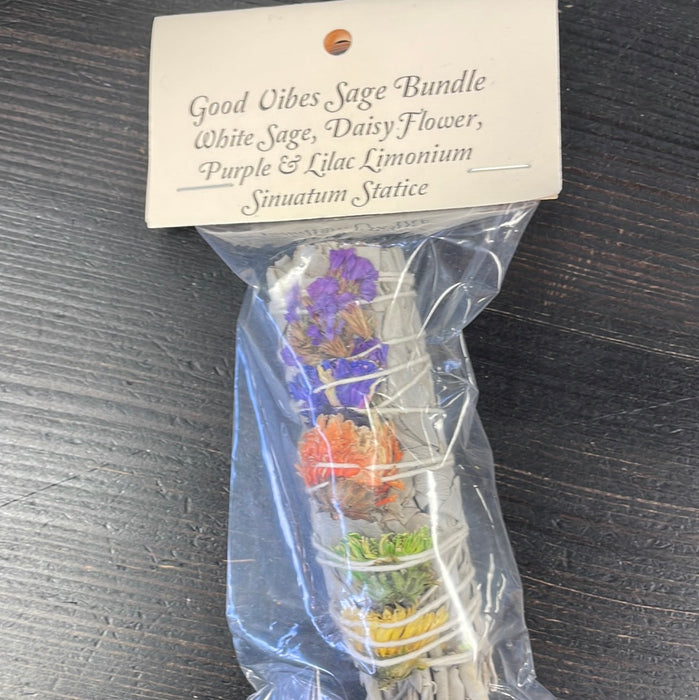 Good Vibes Sage Bundle
White Sage, Daisy Flower,
Purple & Lilac Limonium
Sinuatum Statice